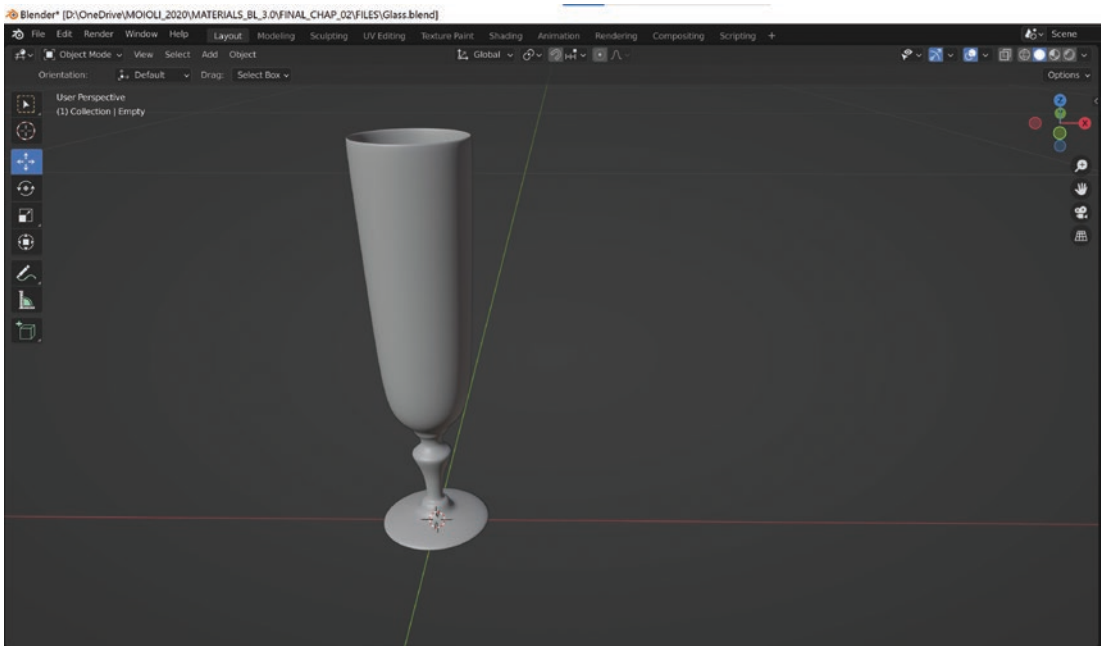 Blender* [D:\OneDrive\MOIOLI_2020\MATERIALS_BL_3.0\FINAL_CHAP_02\FILES\Glass.blend]
File Edit Render Window Help Layout Modeling Sculpting UV Editing Texture Paint Shading Animation Rendering Compositing Scripting + Scene
Object Mode View Select Add Object Global
Orientation: Default Drag: Select Box Options
User Perspective
(1) Collection | Empty
Z
X